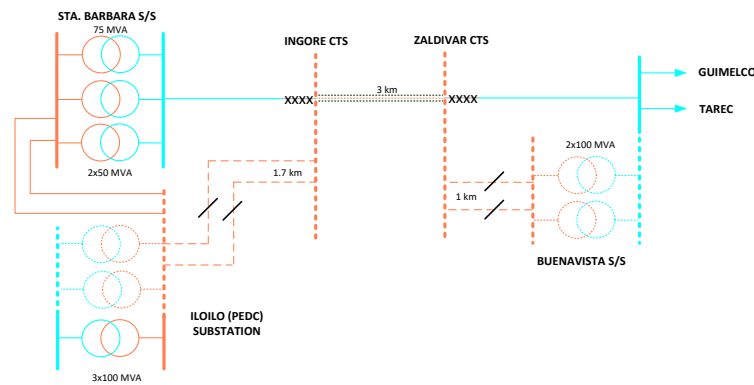 STA. BARBARA S/S
75 MVA
2x50 MVA
INGORE CTS
ZALDIVAR CTS
XXXX
3 km
XXXX
GUIMELCO
TAREC
1.7 km
2x100 MVA
1 km
BUENAVISTA S/S
ILOILO (PEDC)
SUBSTATION
3x100 MVA